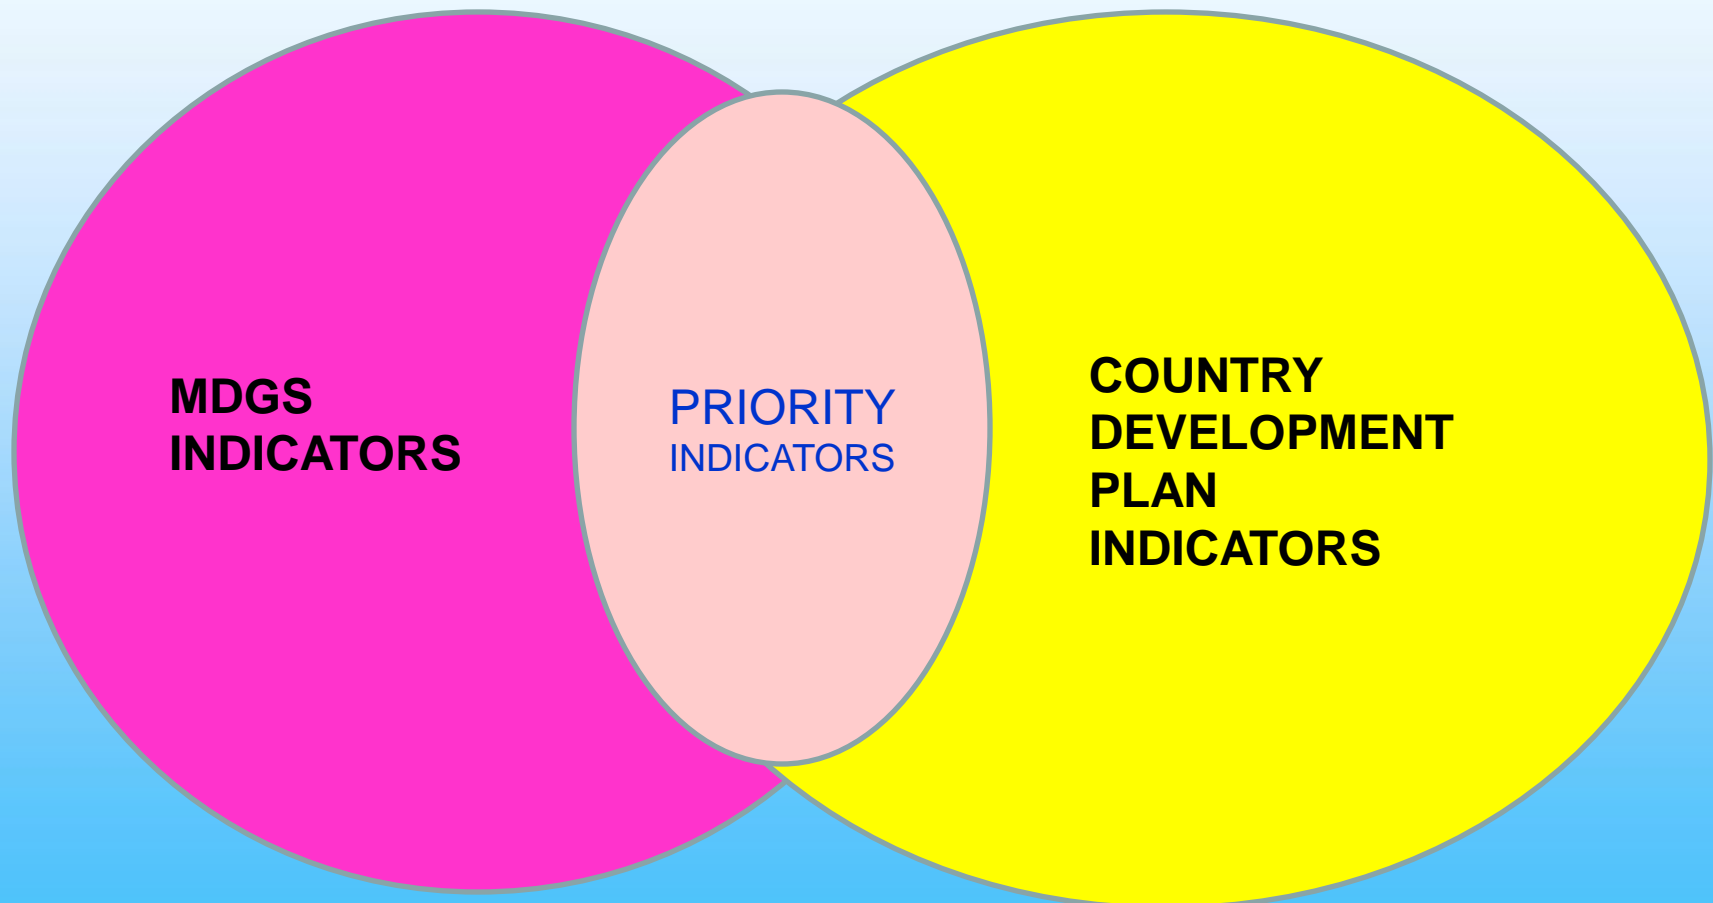 MDGS
INDICATORS
PRIORITY
INDICATORS
COUNTRY
DEVELOPMENT
PLAN
INDICATORS